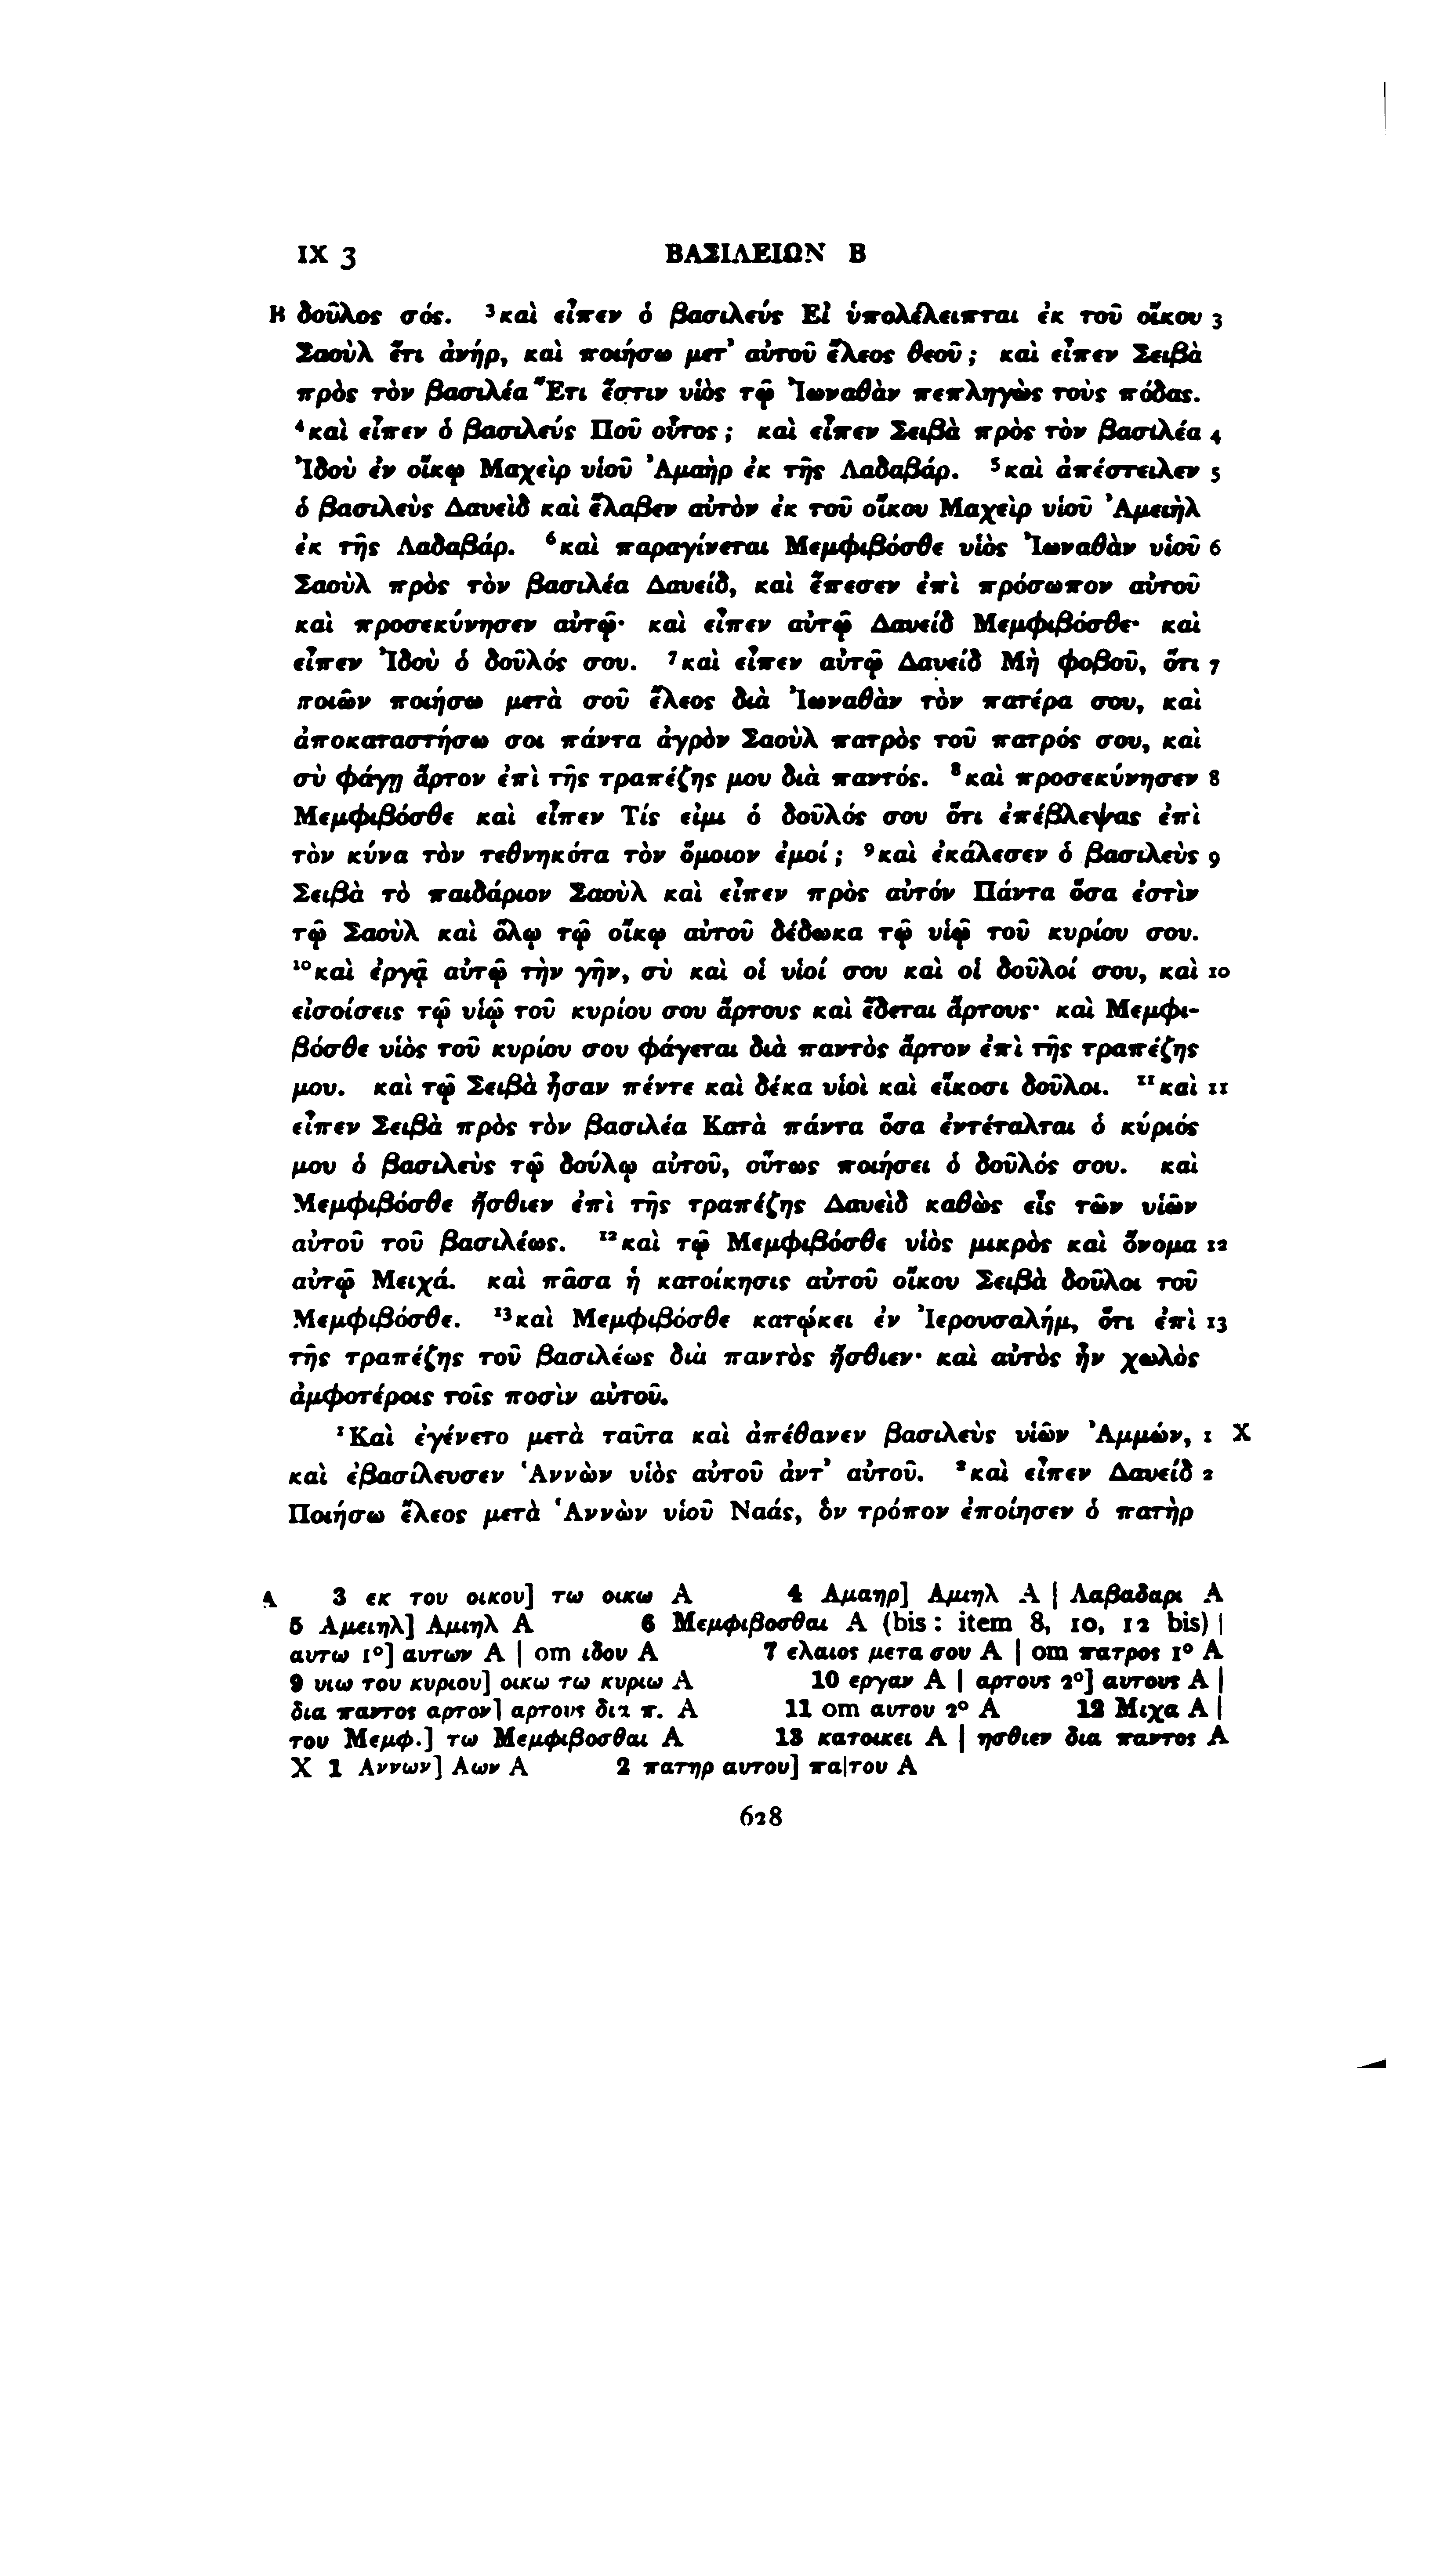 IX 3 ΒΑΣΙΛΕΙΩΝ Β
B δοῦλος σός. ³καὶ εἶπεν ὁ βασιλεύς Εἰ ὑπολέλειπται ἐκ τοῦ οἴκου 3
Σαοὺλ ἔτι ἀνήρ, καὶ ποιήσω μετ’ αὐτοῦ ἔλεος θεοῦ; καὶ εἶπεν Σειβὰ
πρὸς τὸν βασιλέα Ἔτι ἔστιν υἱὸς τῷ Ἰωναθὰν πεπληγὼς τοὺς πόδας.
⁴καὶ εἶπεν ὁ βασιλεύς Ποῦ οὗτος; καὶ εἶπεν Σειβὰ πρὸς τὸν βασιλέα 4
Ἰδοὺ ἐν οἴκῳ Μαχεὶρ υἱοῦ Ἀμαὴρ ἐκ τῆς Λαδαβάρ. ⁵καὶ ἀπέστειλεν 5
ὁ βασιλεὺς Δαυεὶδ καὶ ἔλαβεν αὐτὸν ἐκ τοῦ οἴκου Μαχεὶρ υἱοῦ Ἀμειὴλ
ἐκ τῆς Λαδαβάρ. ⁶καὶ παραγίνεται Μεμφιβόσθε υἱὸς Ἰωναθὰν υἱοῦ 6
Σαοὺλ πρὸς τὸν βασιλέα Δαυείδ, καὶ ἔπεσεν ἐπὶ πρόσωπον αὐτοῦ
καὶ προσεκύνησεν αὐτῷ· καὶ εἶπεν αὐτῷ Δαυείδ Μεμφιβόσθε· καὶ
εἶπεν Ἰδοὺ ὁ δοῦλός σου. ⁷καὶ εἶπεν αὐτῷ Δαυείδ Μὴ φοβοῦ, ὅτι 7
ποιῶν ποιήσω μετὰ σοῦ ἔλεος διὰ Ἰωναθὰν τὸν πατέρα σου, καὶ
ἀποκαταστήσω σοι πάντα ἀγρὸν Σαοὺλ πατρὸς τοῦ πατρός σου, καὶ
σὺ φάγῃ ἄρτον ἐπὶ τῆς τραπέζης μου διὰ παντός. ⁸καὶ προσεκύνησεν 8
Μεμφιβόσθε καὶ εἶπεν Τίς εἰμι ὁ δοῦλός σου ὅτι ἐπέβλεψας ἐπὶ
τὸν κύνα τὸν τεθνηκότα τὸν ὅμοιον ἐμοί; ⁹καὶ ἐκάλεσεν ὁ βασιλεὺς 9
Σειβὰ τὸ παιδάριον Σαοὺλ καὶ εἶπεν πρὸς αὐτόν Πάντα ὅσα ἐστὶν
τῷ Σαοὺλ καὶ ὅλῳ τῷ οἴκῳ αὐτοῦ δέδωκα τῷ υἱῷ τοῦ κυρίου σου.
¹⁰καὶ ἐργᾷ αὐτῷ τὴν γῆν, σὺ καὶ οἱ υἱοί σου καὶ οἱ δοῦλοί σου, καὶ 10
εἰσοίσεις τῷ υἱῷ τοῦ κυρίου σου ἄρτους καὶ ἔδεται ἄρτους· καὶ Μεμφι-
βόσθε υἱὸς τοῦ κυρίου σου φάγεται διὰ παντὸς ἄρτον ἐπὶ τῆς τραπέζης
μου. καὶ τῷ Σειβὰ ἦσαν πέντε καὶ δέκα υἱοὶ καὶ εἴκοσι δοῦλοι. ¹¹καὶ 11
εἶπεν Σειβὰ πρὸς τὸν βασιλέα Κατὰ πάντα ὅσα ἐντέταλται ὁ κύριός
μου ὁ βασιλεὺς τῷ δούλῳ αὐτοῦ, οὕτως ποιήσει ὁ δοῦλός σου. καὶ
Μεμφιβόσθε ἤσθιεν ἐπὶ τῆς τραπέζης Δαυεὶδ καθὼς εἷς τῶν υἱῶν
αὐτοῦ τοῦ βασιλέως. ¹²καὶ τῷ Μεμφιβόσθε υἱὸς μικρὸς καὶ ὄνομα 12
αὐτῷ Μειχά. καὶ πᾶσα ἡ κατοίκησις αὐτοῦ οἴκου Σειβὰ δοῦλοι τοῦ
Μεμφιβόσθε. ¹³καὶ Μεμφιβόσθε κατῴκει ἐν Ἰερουσαλήμ, ὅτι ἐπὶ 13
τῆς τραπέζης τοῦ βασιλέως διὰ παντὸς ἤσθιεν· καὶ αὐτὸς ἦν χωλὸς
ἀμφοτέροις τοῖς ποσὶν αὐτοῦ.
¹Καὶ ἐγένετο μετὰ ταῦτα καὶ ἀπέθανεν βασιλεὺς υἱῶν Ἀμμών, 1 X
καὶ ἐβασίλευσεν Ἁννὼν υἱὸς αὐτοῦ ἀντ’ αὐτοῦ. ²καὶ εἶπεν Δαυείδ 2
Ποιήσω ἔλεος μετὰ Ἁννὼν υἱοῦ Ναάς, ὃν τρόπον ἐποίησεν ὁ πατὴρ
A 3 εκ του οικου] τω οικω A 4 Αμαηρ] Αμιηλ A | Λαβαδαρι A
5 Αμειηλ] Αμιηλ A 6 Μεμφιβοσθαι A (bis: item 8, 10, 12 bis) |
αυτω 1º] αυτων A | om ιδου A 7 ελαιος μετα σου A | om πατρος 1º A
9 υιω του κυριου] οικω τω κυριω A 10 εργαν A | αρτους 2º] αυτους A |
δια παντος αρτον] αρτους δια π. A 11 om αυτου 2º A 12 Μιχα A |
του Μεμφ.] τω Μεμφιβοσθαι A 13 κατοικει A | ησθιεν δια παντος A
X 1 Αννων] Αων A 2 πατηρ αυτου] πα|του A
628